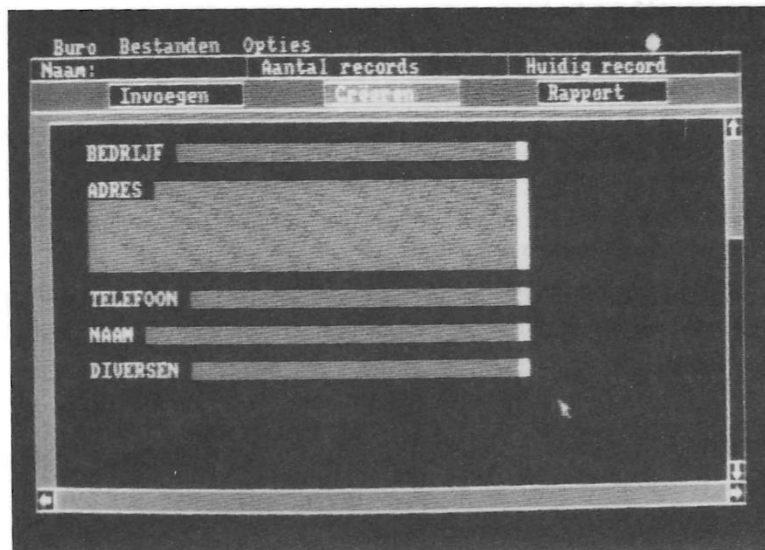 Buro Bestanden Opties
Naam: Aantal records Huidig record
Invoegen Creëren Rapport
BEDRIJF
ADRES
TELEFOON
NAAM
DIVERSEN